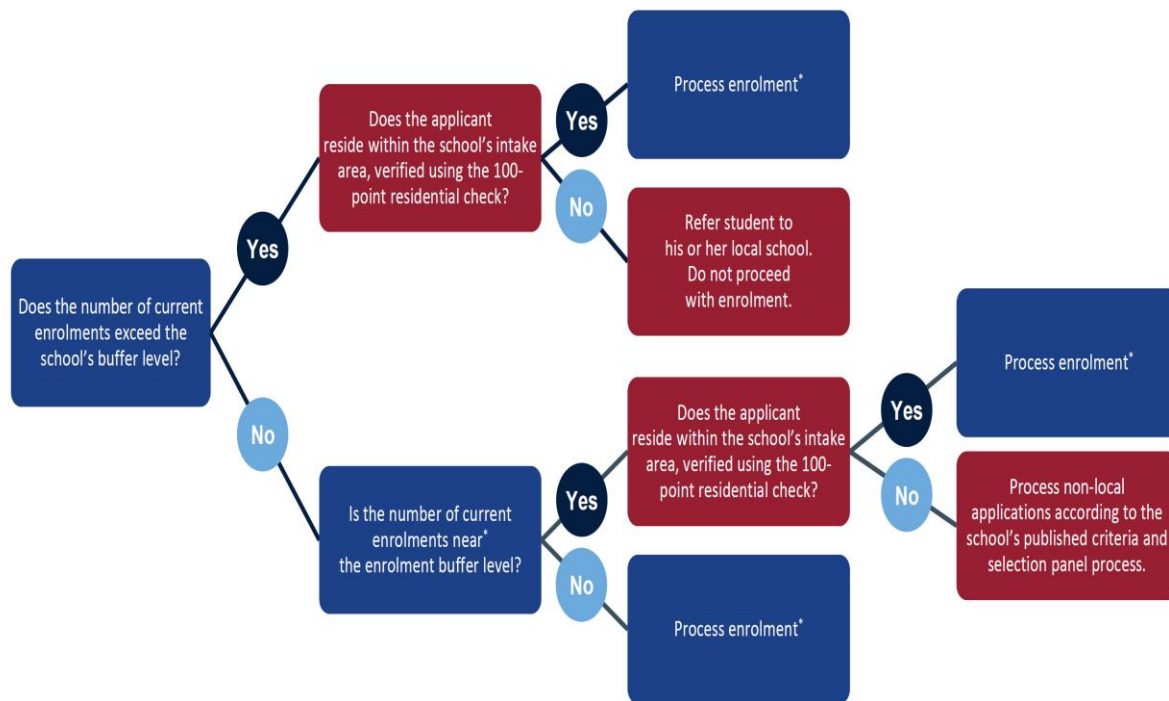 Does the number of current
enrolments exceed the
school's buffer level?
Yes
Does the applicant
reside within the school's intake
area, verified using the 100-
point residential check?
Yes
Process enrolment*
No
Refer student to
his or her local school.
Do not proceed
with enrolment.
No
Is the number of current
enrolments near*
the enrolment buffer level?
Yes
Does the applicant
reside within the school's intake
area, verified using the 100-
point residential check?
Yes
Process enrolment*
No
Process non-local
applications according to the
school's published criteria and
selection panel process.
No
Process enrolment*